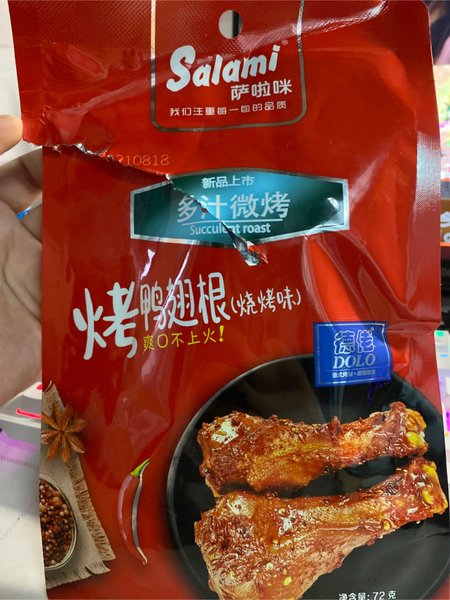 Salami®
萨啦咪
我们注重每一包的品质
210818
新品上市
多汁微烤
Succulent roast
烤鸭翅根(烧烤味)
爽口不上火!
德佬
DOLO
净含量:72克